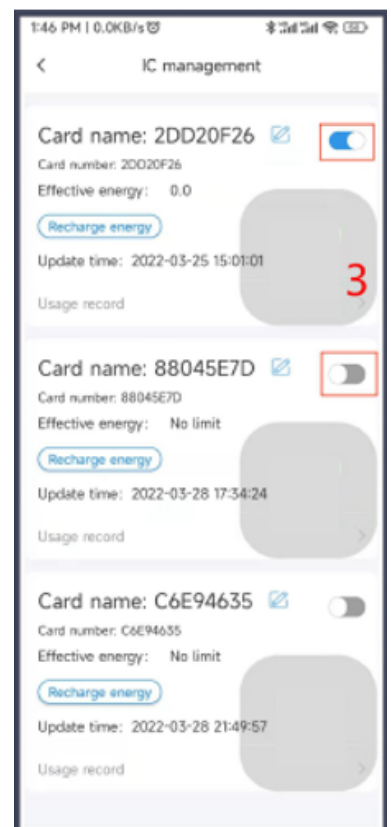 1:46 PM | 0.0KB/s
IC management
Card name: 2DD20F26
Card number: 2DD20F26
Effective energy: 0.0
Recharge energy
Update time: 2022-03-25 15:01:01
3
Usage record
Card name: 88045E7D
Card number: 88045E7D
Effective energy: No limit
Recharge energy
Update time: 2022-03-28 17:34:24
Usage record
Card name: C6E94635
Card number: C6E94635
Effective energy: No limit
Recharge energy
Update time: 2022-03-28 21:49:57
Usage record